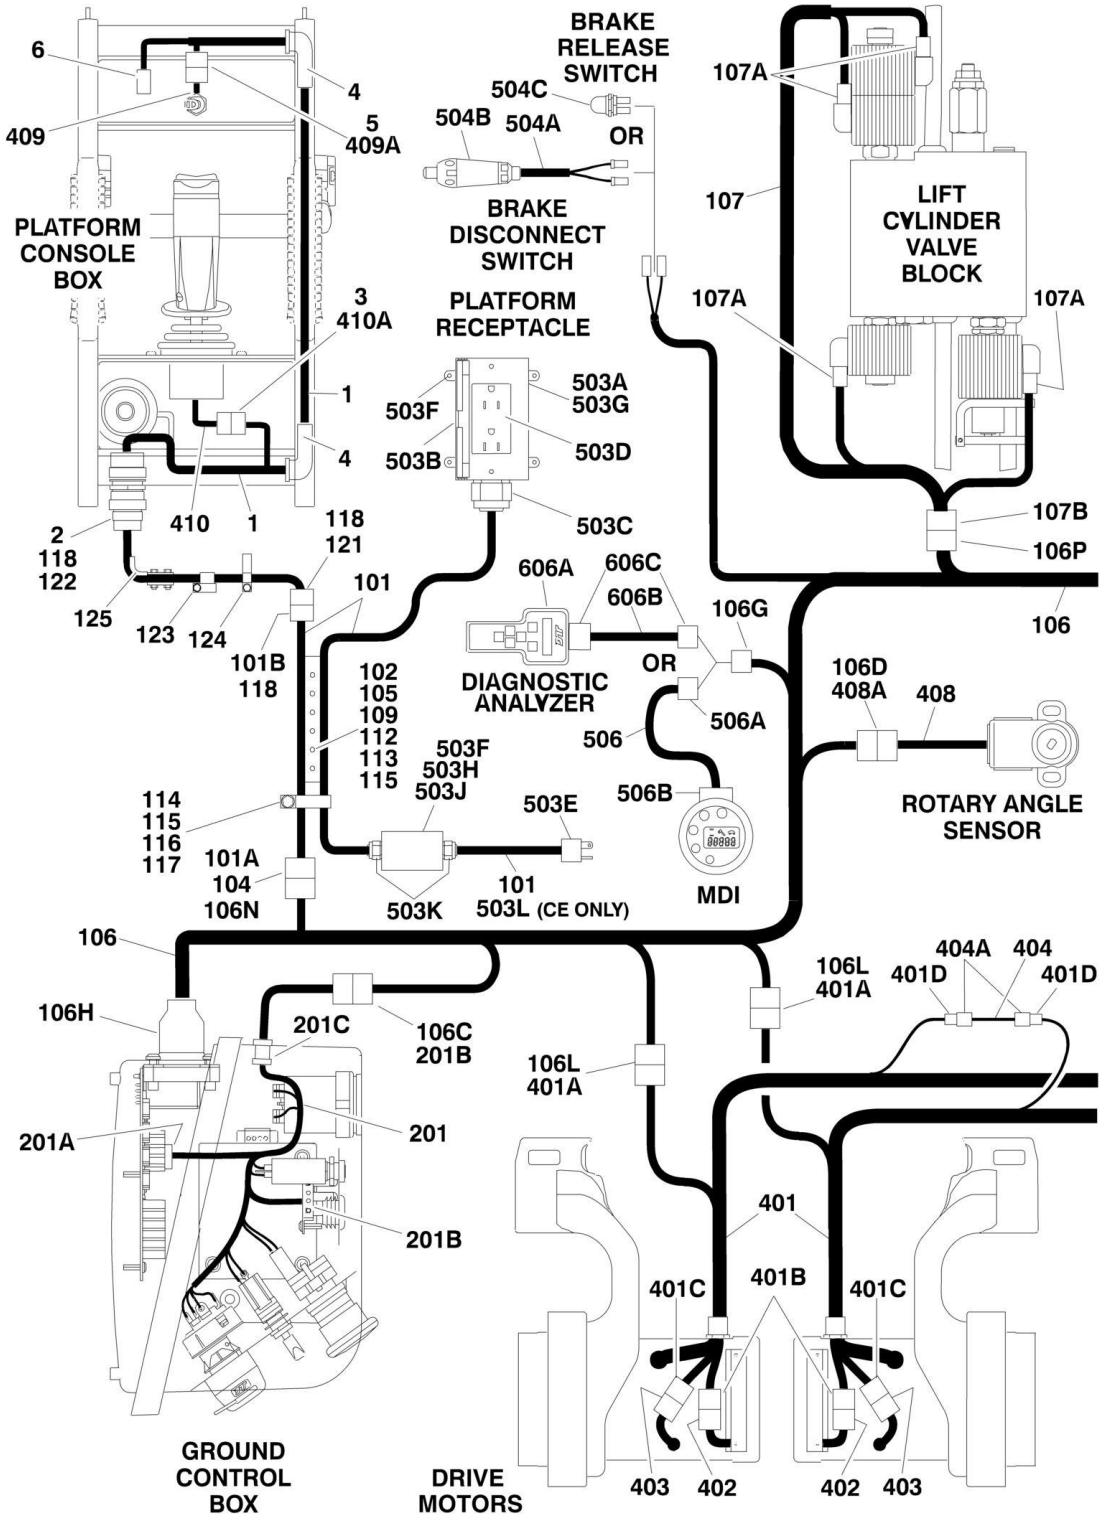 6
409
5
409A
4
PLATFORM
CONSOLE
BOX
3
410A
1
4
410
1
2
118
122
125
123
124
118
121
101
101B
118
102
105
109
112
113
115
114
115
116
117
101A
104
106N
BRAKE
RELEASE
SWITCH
504C
504B
504A
OR
BRAKE
DISCONNECT
SWITCH
PLATFORM
RECEPTACLE
503F
503B
503A
503G
503D
503C
107A
107
LIFT
CYLINDER
VALVE
BLOCK
107A
107A
107B
106P
106
606A
606C
606B
106G
OR
DIAGNOSTIC
ANALYZER
506
506A
506B
MDI
106D
408A
408
ROTARY ANGLE
SENSOR
503F
503H
503J
503E
101
503L (CE ONLY)
503K
106
106H
201C
106C
201B
201
201A
201B
GROUND
CONTROL
BOX
106L
401A
106L
401A
404A
404
401D
401D
401
401C
401B
401C
403
402
402
403
DRIVE
MOTORS